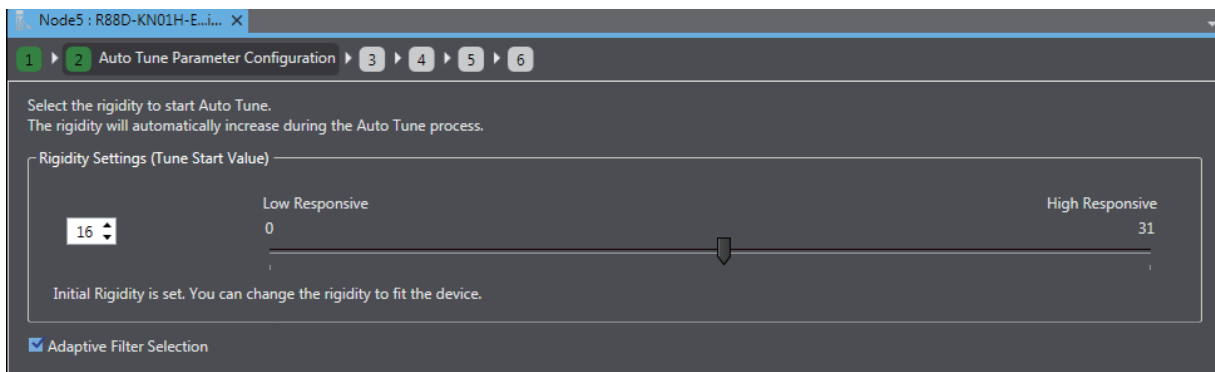 Node5 : R88D-KN01H-E...i... X
1 2 Auto Tune Parameter Configuration 3 4 5 6
Select the rigidity to start Auto Tune.
The rigidity will automatically increase during the Auto Tune process.
Rigidity Settings (Tune Start Value)
Low Responsive High Responsive
16 0 31
Initial Rigidity is set. You can change the rigidity to fit the device.
Adaptive Filter Selection